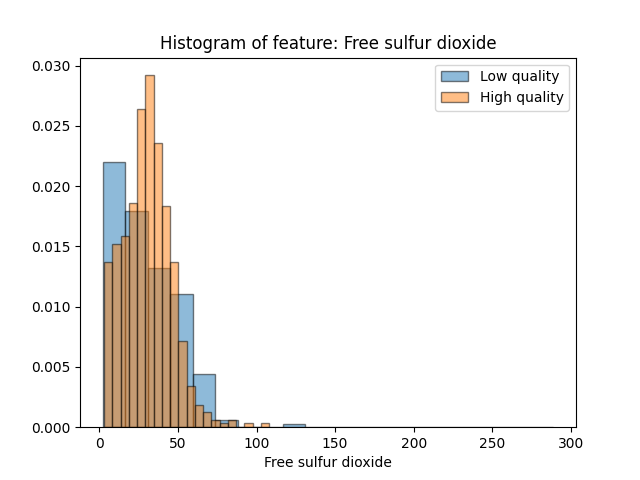 Histogram of feature: Free sulfur dioxide
Low quality
High quality
0.030
0.025
0.020
0.015
0.010
0.005
0.000
0 50 100 150 200 250 300
Free sulfur dioxide